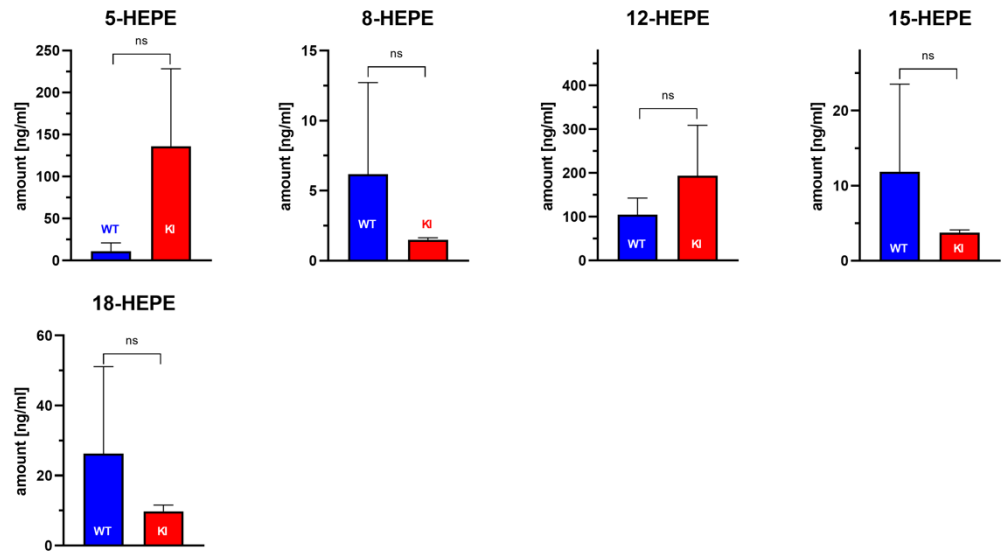 5-HEPE
ns
250
200
150
100
50
0
amount [ng/ml]
WT
KI
8-HEPE
ns
15
10
5
0
amount [ng/ml]
WT
KI
12-HEPE
ns
400
300
200
100
0
amount [ng/ml]
WT
KI
15-HEPE
ns
20
10
0
amount [ng/ml]
WT
KI
18-HEPE
ns
60
40
20
0
amount [ng/ml]
WT
KI